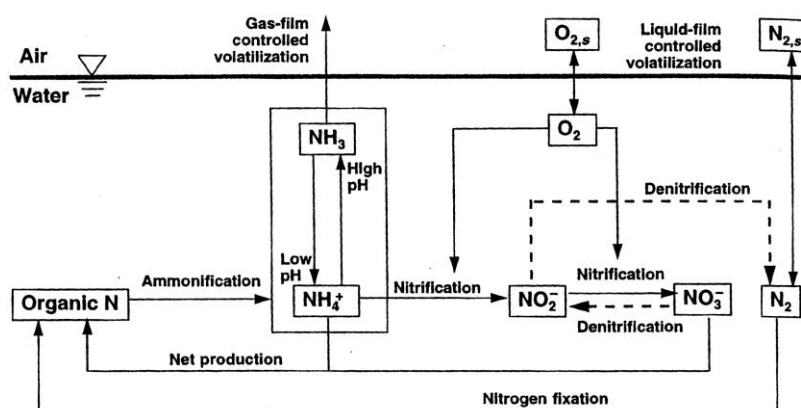 Gas-film
controlled
volatilization
O2,s
Liquid-film
controlled
volatilization
N2,s
Air
Water
NH3
O2
High
pH
Denitrification
Low
pH
Ammonification
Nitrification
Nitrification
Organic N
NH4+
NO2−
NO3−
N2
Denitrification
Net production
Nitrogen fixation